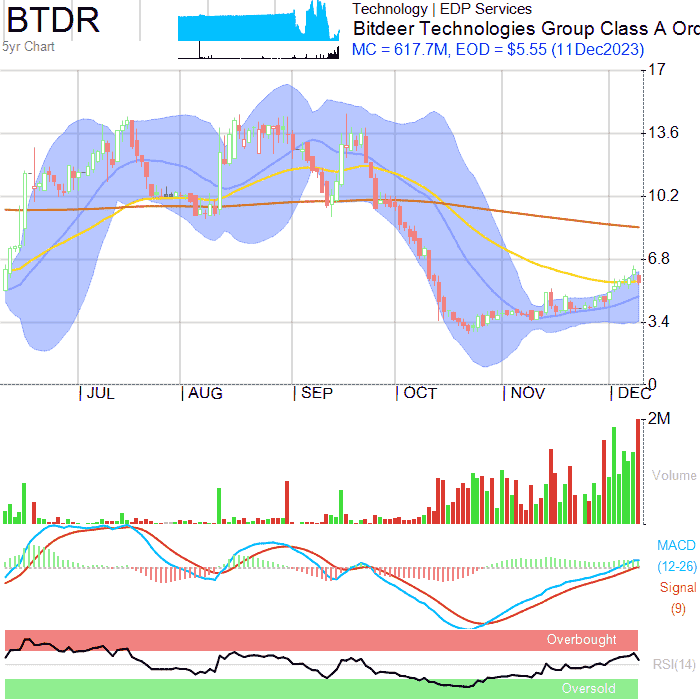 BTDR
5yr Chart
Technology | EDP Services
Bitdeer Technologies Group Class A Ord
MC = 617.7M, EOD = $5.55 (11Dec2023)
17
13.6
10.2
6.8
3.4
0
JUL AUG SEP OCT NOV DEC
2M
Volume
MACD
(12-26)
Signal
(9)
Overbought
RSI(14)
Oversold